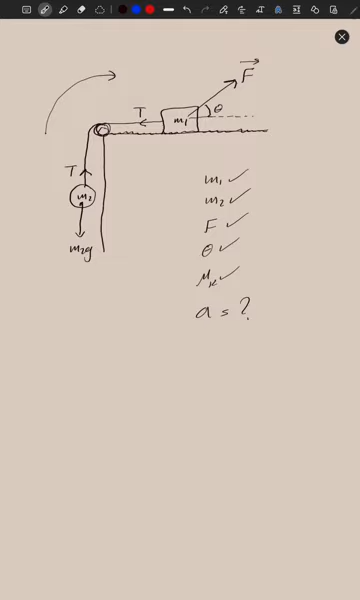 F
T
θ
m₁
T
m₂
m₂g
m₁ ✓
m₂ ✓
F ✓
θ ✓
μₖ ✓
a = ?